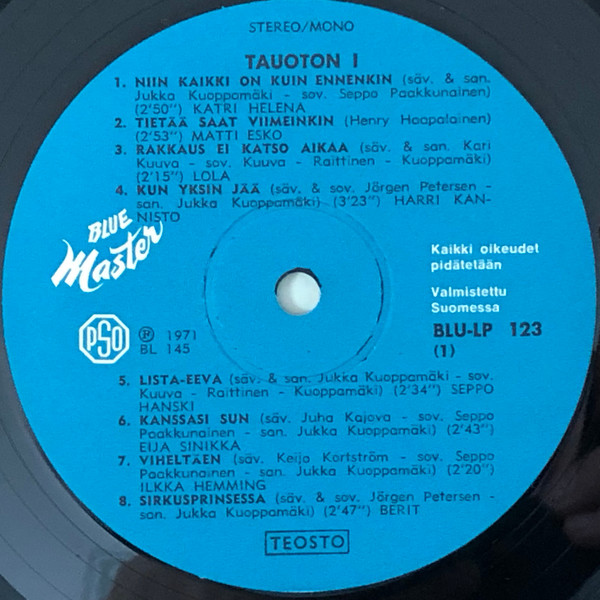 STEREO/MONO
TAUOTON I
1. NIIN KAIKKI ON KUIN ENNENKIN (säv. & san.
Jukka Kuoppamäki - sov. Seppo Paakkunainen)
(2'50") KATRI HELENA
2. TIETÄÄ SAAT VIIMEINKIN (Henry Haapalainen)
(2'53") MATTI ESKO
3. RAKKAUS EI KATSO AIKAA (säv. & san. Kari
Kuuva - sov. Kuuva - Raittinen - Kuoppamäki)
(2'15") LOLA
4. KUN YKSIN JÄÄ (säv. & sov. Jörgen Petersen -
san. Jukka Kuoppamäki) (3'23") HARRI KAN-
NISTO
BLUE
Master
Kaikki oikeudet
pidätetään
Valmistettu
Suomessa
PSO
℗ 1971
BL 145
BLU-LP 123
(1)
5. LISTA-EEVA (säv. & san. Jukka Kuoppamäki - sov.
Kuuva - Raittinen - Kuoppamäki) (2'34") SEPPO
HANSKI
6. KANSSASI SUN (säv. Juha Kajova - sov. Seppo
Paakkunainen - san. Jukka Kuoppamäki) (2'43")
EIJA SINIKKA
7. VIHELTÄEN (säv. Keijo Kortström - sov. Seppo
Paakkunainen - san. Jukka Kuoppamäki) (2'20")
ILKKA HEMMING
8. SIRKUSPRINSESSA (säv. & sov. Jörgen Petersen -
san. Jukka Kuoppamäki) (2'47") BERIT
TEOSTO